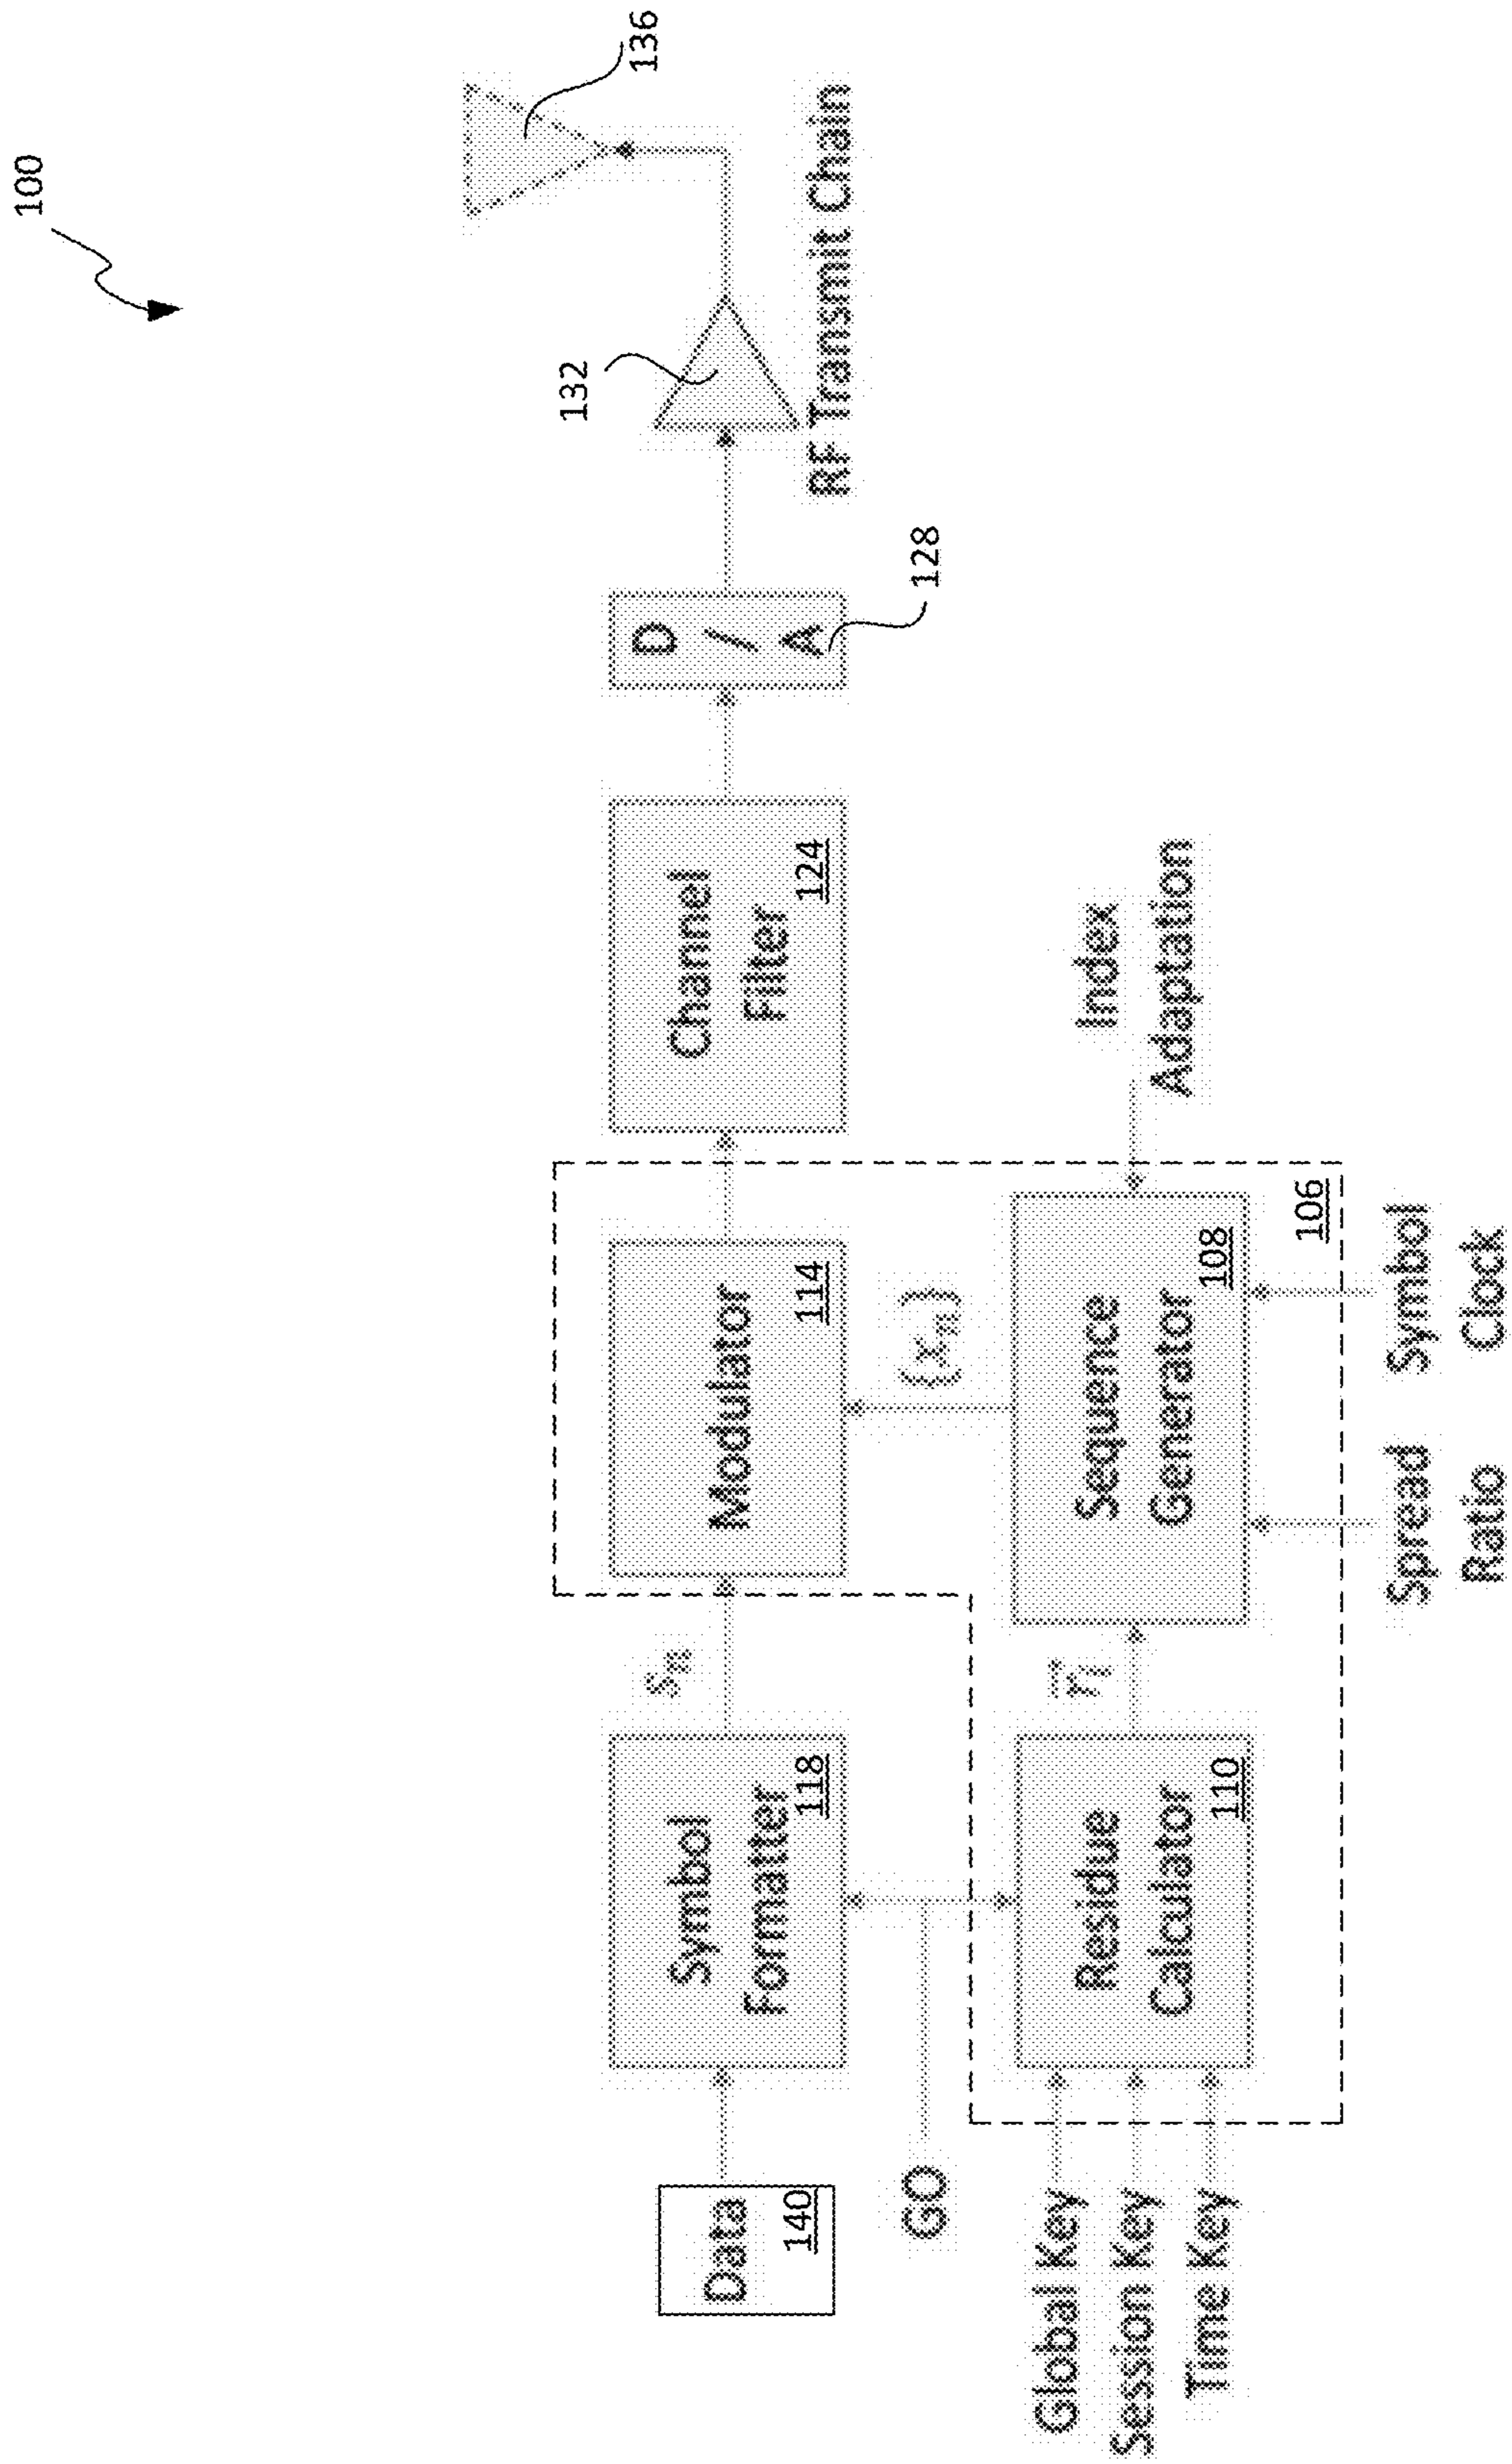 100
136
132
RF Transmit Chain
D
/
A
128
Channel
Filter
124
Modulator
114
s_n
Symbol
Formatter
118
Data
140
GO
{x_n}
Index
Adaptation
Sequence
Generator
108
106
r̅_i
Residue
Calculator
110
Global Key
Session Key
Time Key
Spread
Ratio
Symbol
Clock